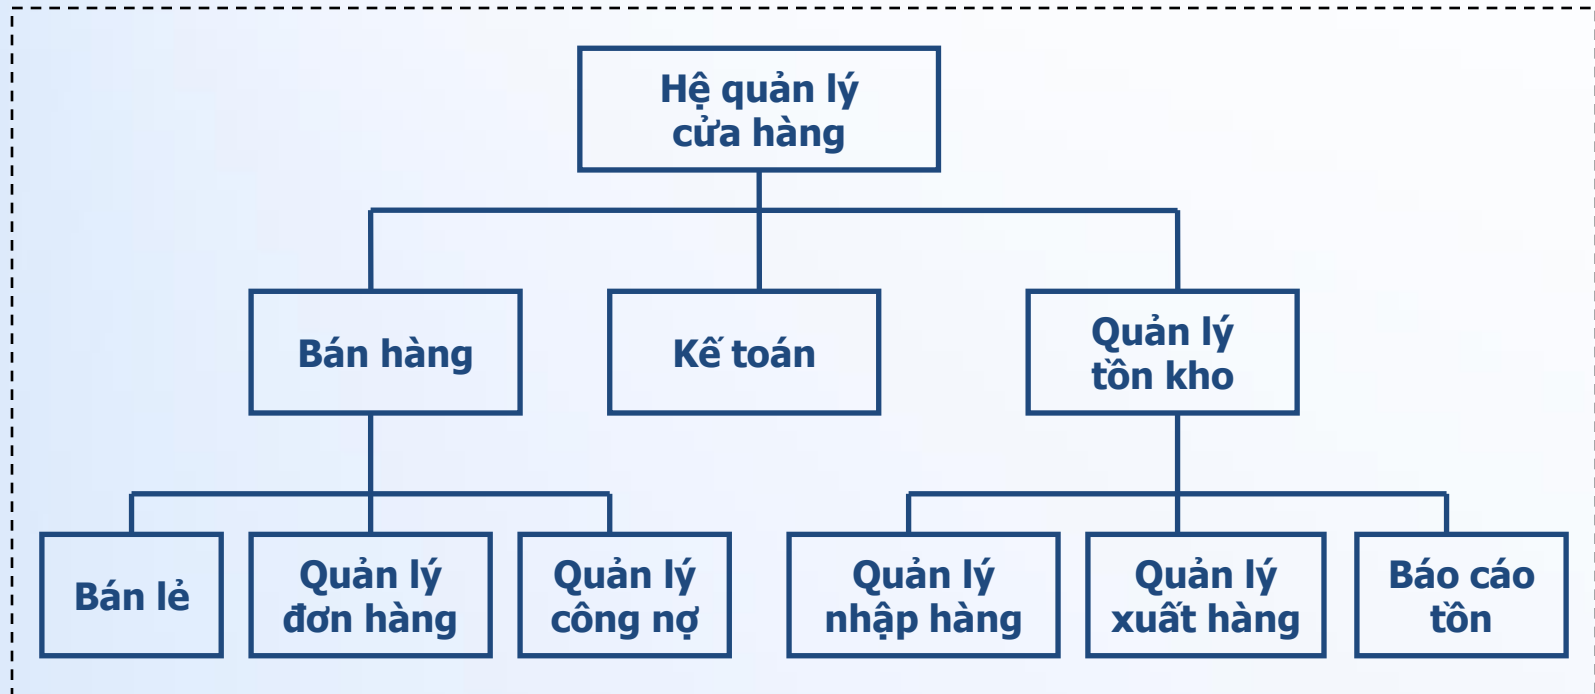 Hệ quản lý
cửa hàng
Bán hàng
Kế toán
Quản lý
tồn kho
Bán lẻ
Quản lý
đơn hàng
Quản lý
công nợ
Quản lý
nhập hàng
Quản lý
xuất hàng
Báo cáo
tồn